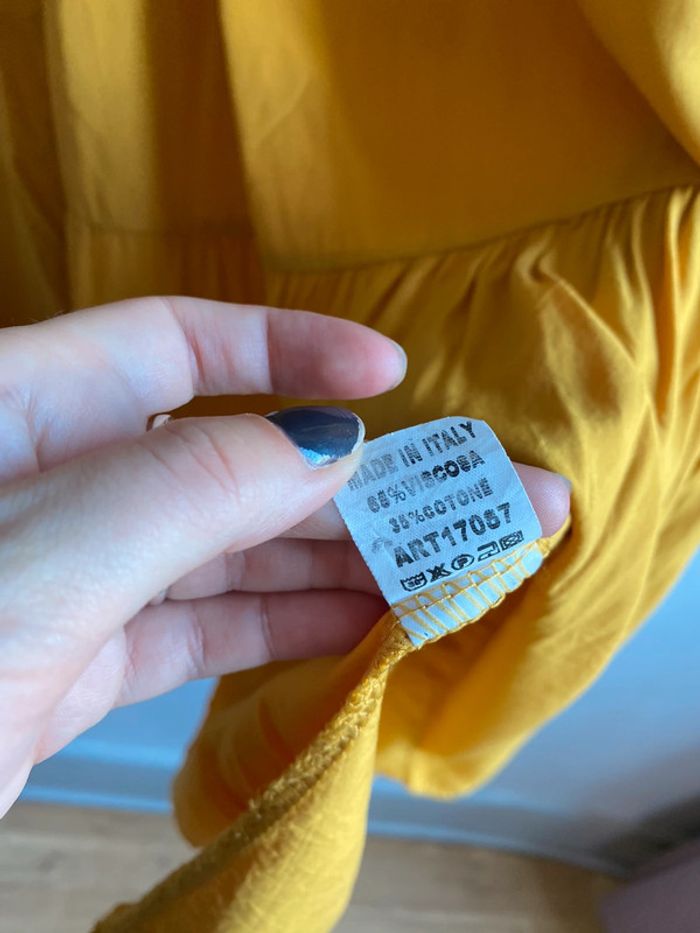 MADE IN ITALY
65%VISCOSA
35%COTONE
ART17087